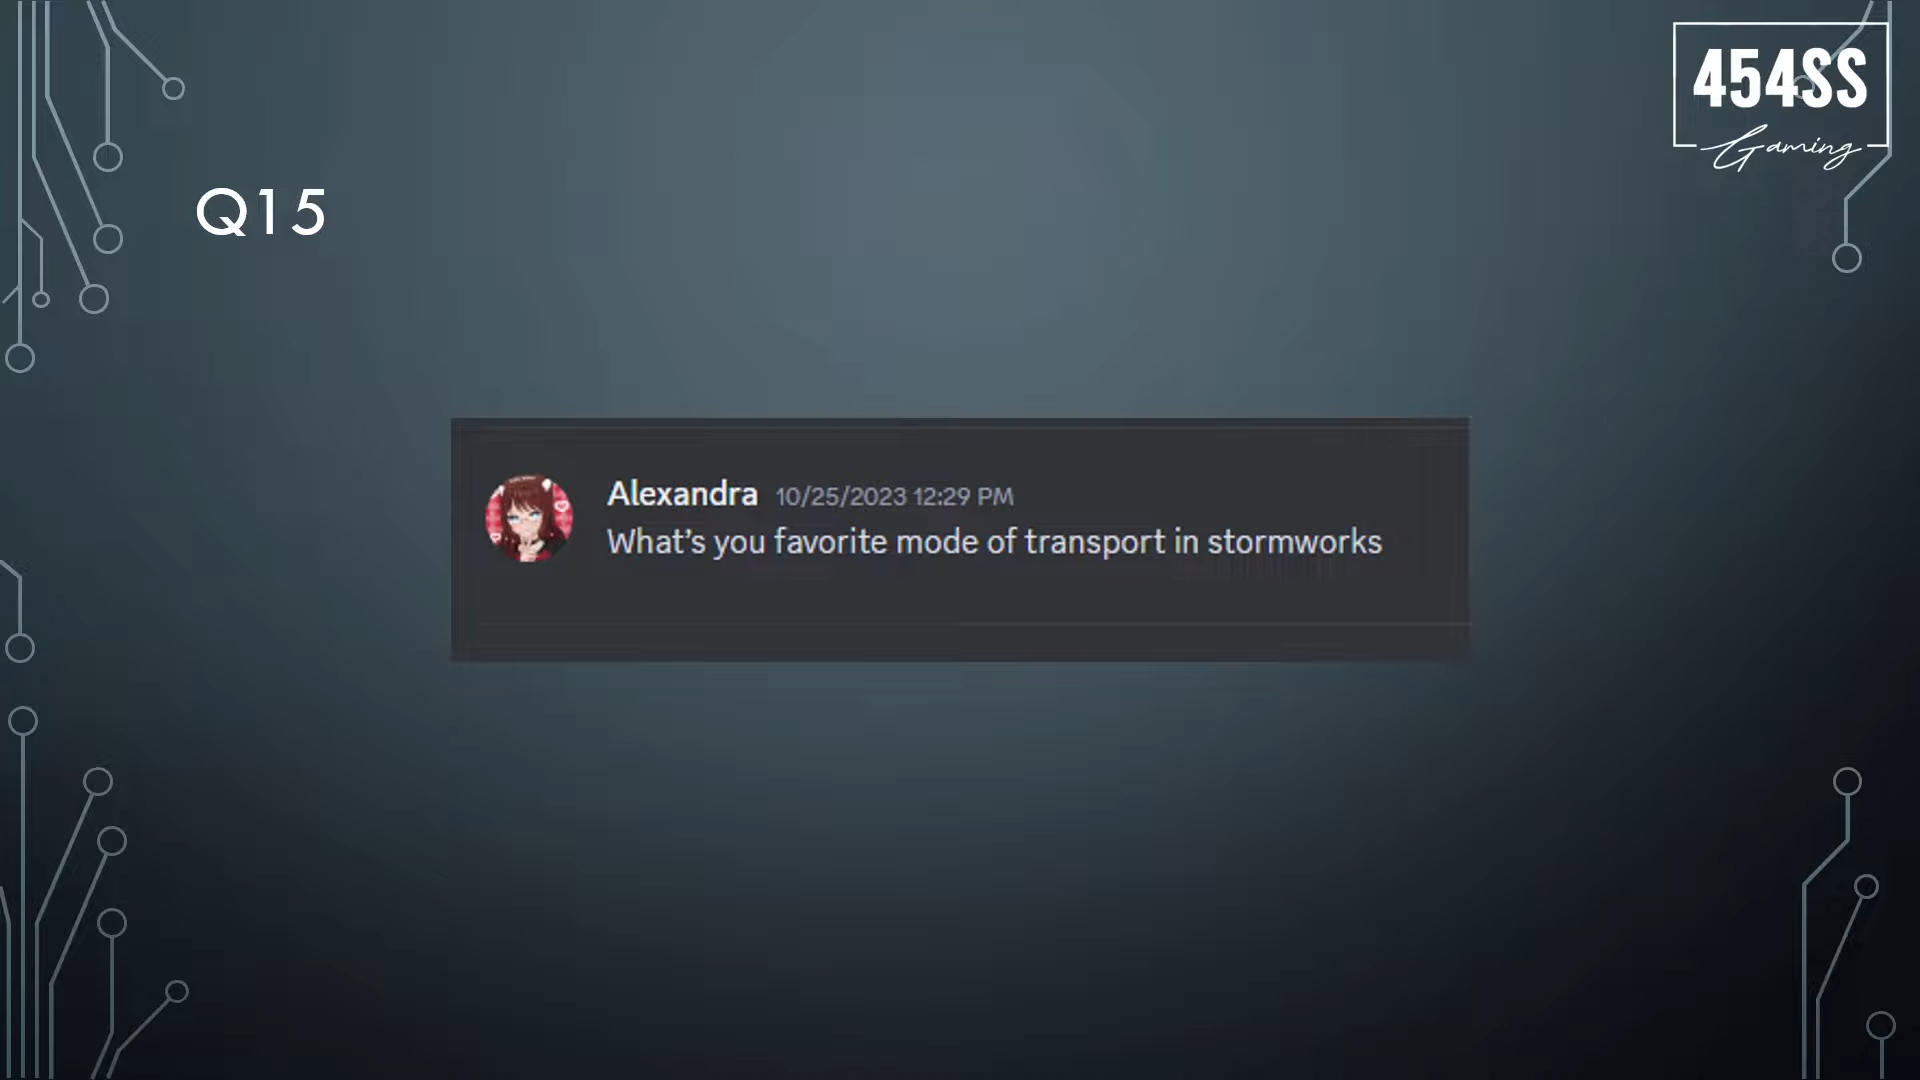 454SS
Gaming
Q15
Alexandra 10/25/2023 12:29 PM
What's you favorite mode of transport in stormworks